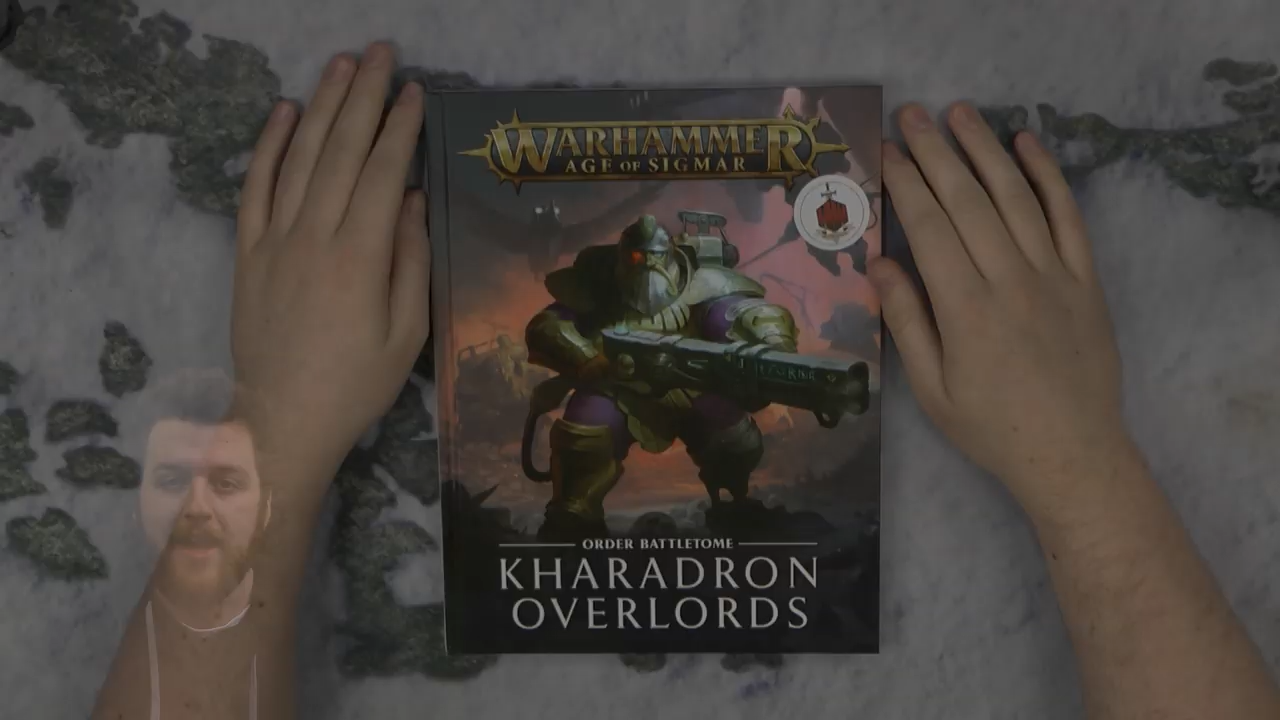 WARHAMMER
AGE OF SIGMAR
ORDER BATTLETOME
KHARADRON
OVERLORDS